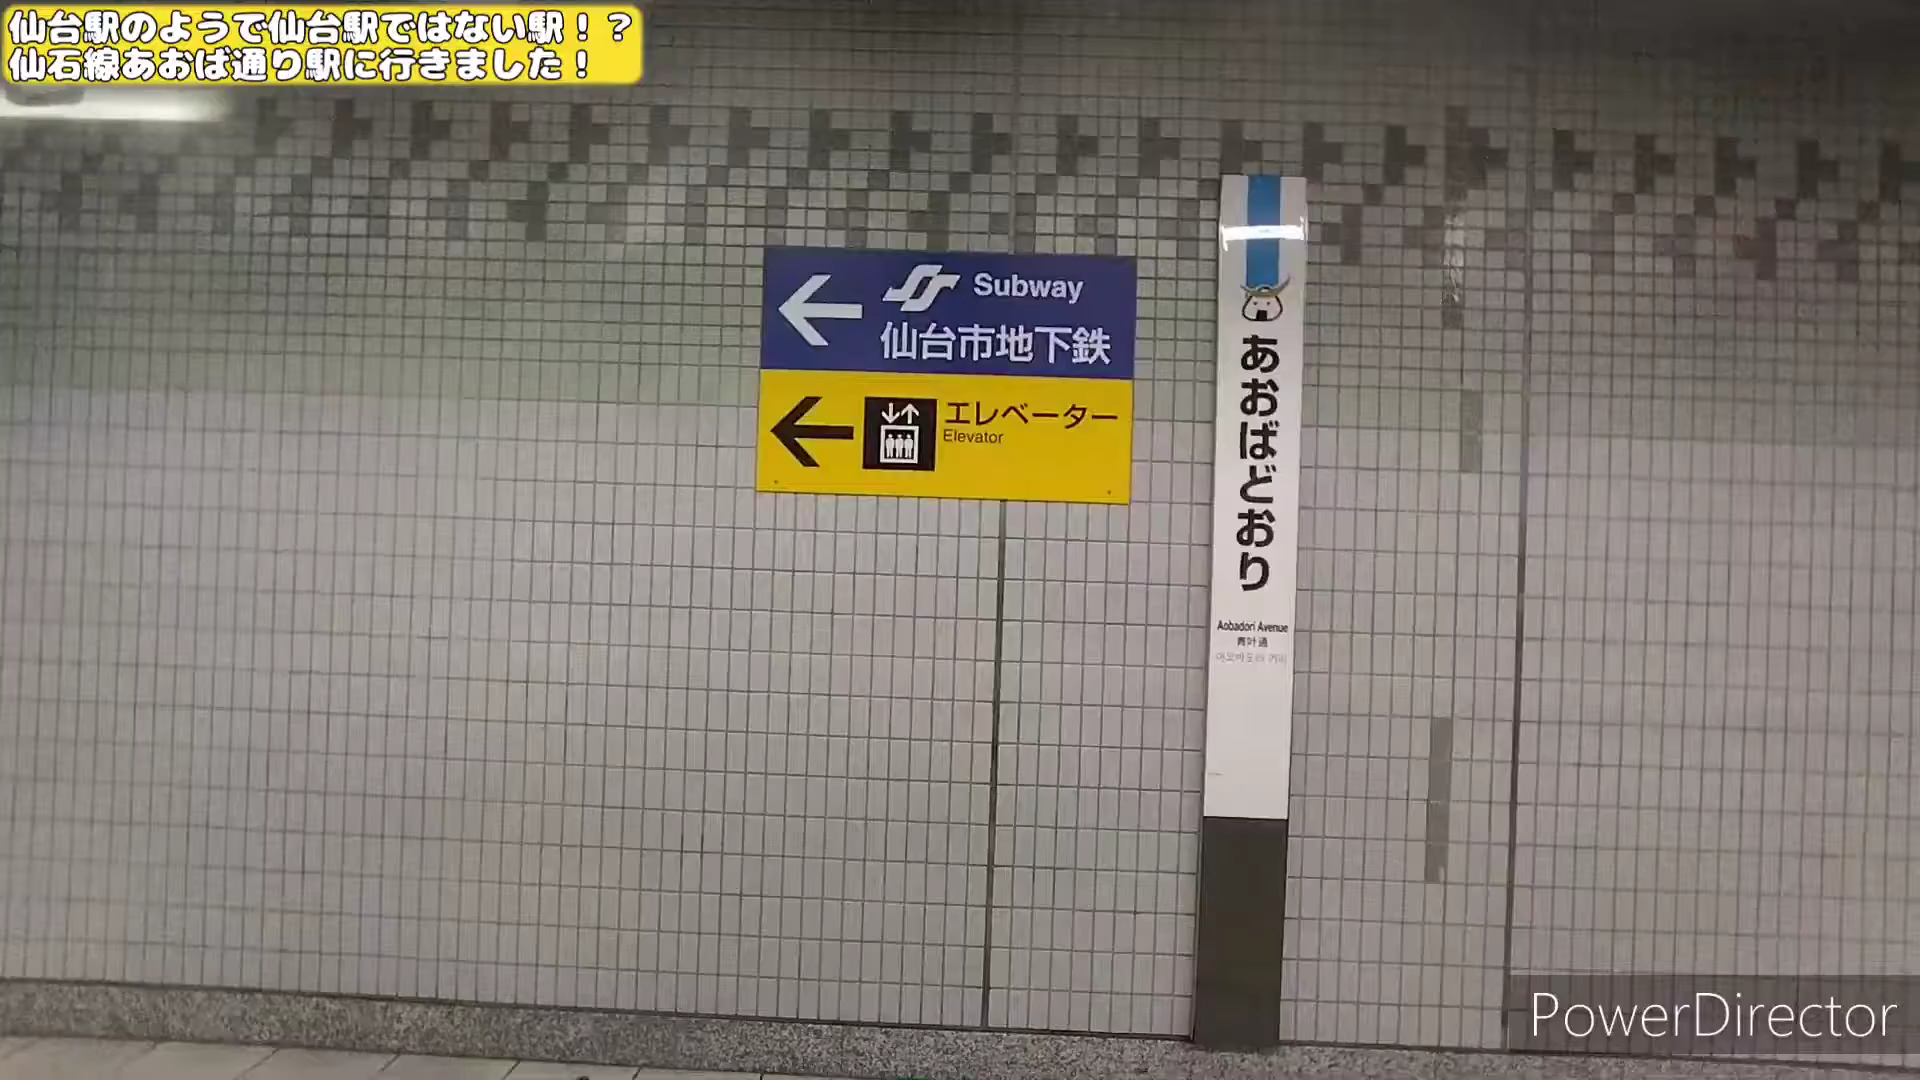 仙台駅のようで仙台駅ではない駅！？
仙石線あおば通り駅に行きました！
Subway
仙台市地下鉄
エレベーター
Elevator
あおばどおり
Aobadori Avenue
青叶通
PowerDirector